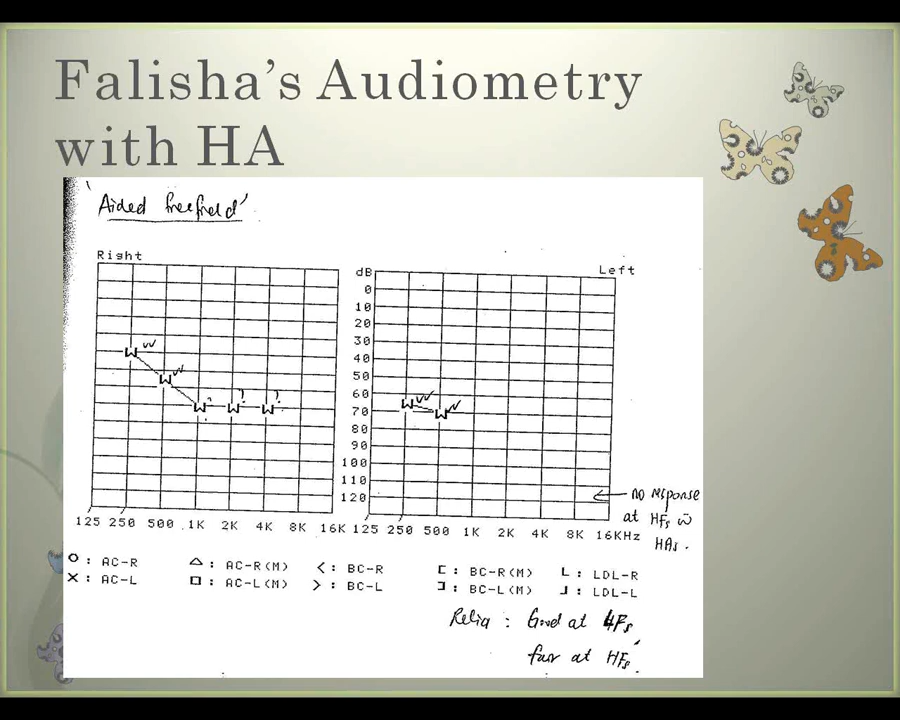 Falisha's Audiometry
with HA
'Aided freefield'
Right
dB
Left
0
10
20
30
40
50
60
70
80
90
100
110
120
125 250 500 1K 2K 4K 8K 16K
125 250 500 1K 2K 4K 8K 16KHz
no response
at HFs w
HAs.
O : AC-R
△ : AC-R(M)
< : BC-R
[ : BC-R(M)
L : LDL-R
X : AC-L
□ : AC-L(M)
> : BC-L
] : BC-L(M)
┘ : LDL-L
Relia : Good at LFs
fair at HFs.